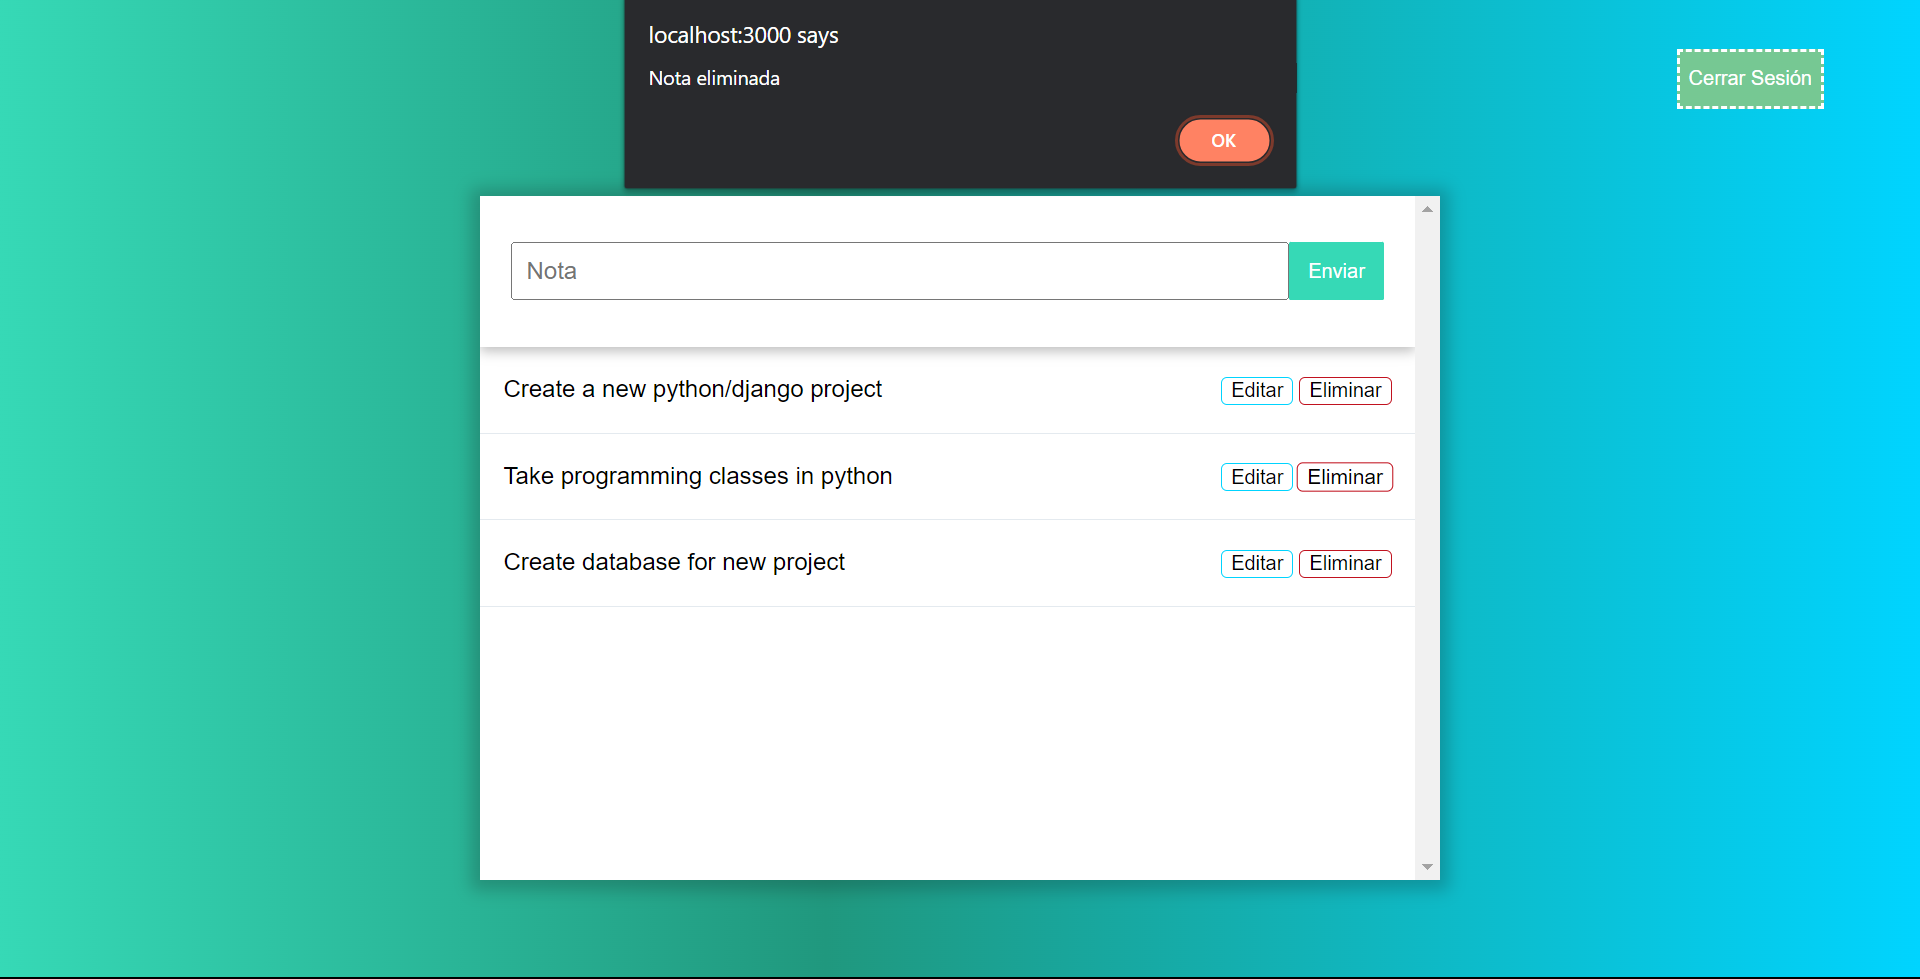 localhost:3000 says
Nota eliminada
OK
Cerrar Sesión
Nota
Enviar
Create a new python/django project
Editar Eliminar
Take programming classes in python
Editar Eliminar
Create database for new project
Editar Eliminar